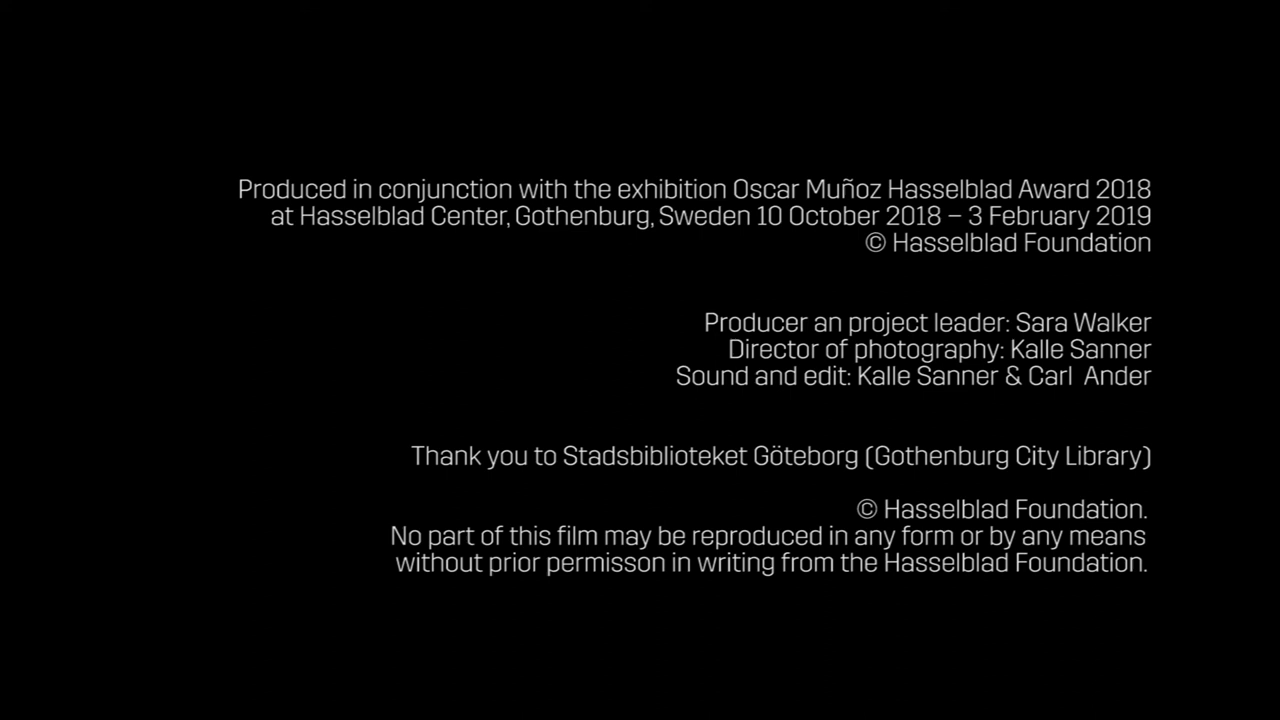 Produced in conjunction with the exhibition Oscar Muñoz Hasselblad Award 2018
at Hasselblad Center, Gothenburg, Sweden 10 October 2018 – 3 February 2019
© Hasselblad Foundation
Producer an project leader: Sara Walker
Director of photography: Kalle Sanner
Sound and edit: Kalle Sanner & Carl Ander
Thank you to Stadsbiblioteket Göteborg (Gothenburg City Library)
© Hasselblad Foundation.
No part of this film may be reproduced in any form or by any means
without prior permisson in writing from the Hasselblad Foundation.